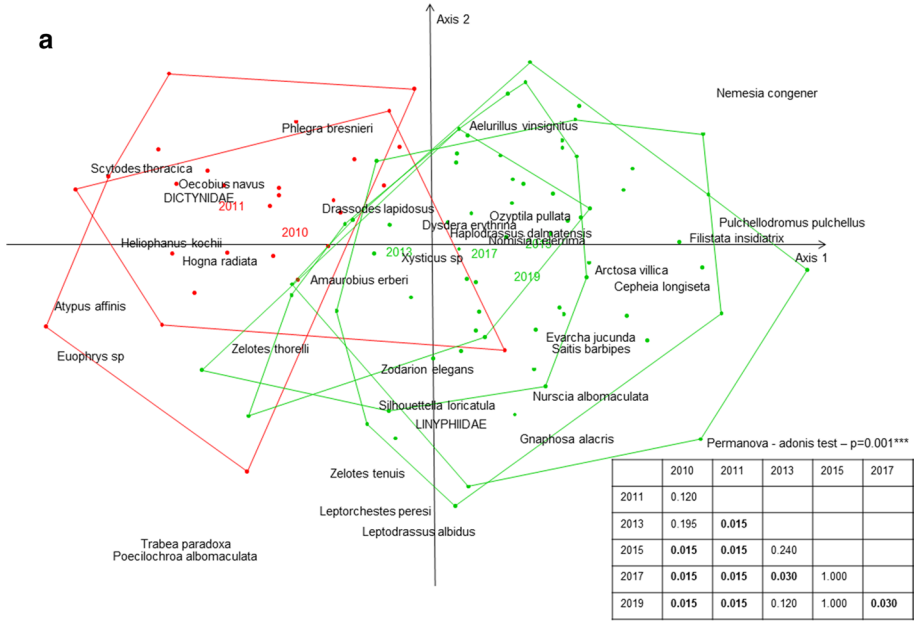 a
Axis 2
Nemesia congener
Phlegra bresnieri
Aelurillus vinsignitus
Scytodes thoracica
Oecobius navus
DICTYNIDAE
2011
Drassodes lapidosus
Ozyptila pullata
Dysdera erythrina
Pulchellodromus pulchellus
2010
Haplodrassus dalmatensis
Heliophanus kochii
Nomisia celerrima
2015
Filistata insidiatrix
2013
2017
Axis 1
Hogna radiata
Xysticus sp
Arctosa villica
2019
Amaurobius erberi
Cepheia longiseta
Atypus affinis
Evarcha jucunda
Zelotes thorelli
Saitis barbipes
Euophrys sp
Zodarion elegans
Nurscia albomaculata
Silhouettella loricatula
LINYPHIIDAE
Gnaphosa alacris
Permanova - adonis test – p=0.001***
Zelotes tenuis
Leptorchestes peresi
Leptodrassus albidus
Trabea paradoxa
Poecilochroa albomaculata
2010 2011 2013 2015 2017
2011 0.120
2013 0.195 0.015
2015 0.015 0.015 0.240
2017 0.015 0.015 0.030 1.000
2019 0.015 0.015 0.120 1.000 0.030